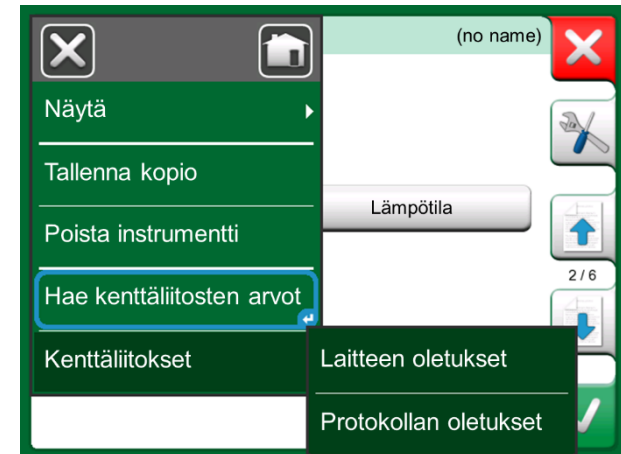 (no name)
Näytä
Tallenna kopio
Lämpötila
Poista instrumentti
2 / 6
Hae kenttäliitosten arvot
Kenttäliitokset
Laitteen oletukset
Protokollan oletukset